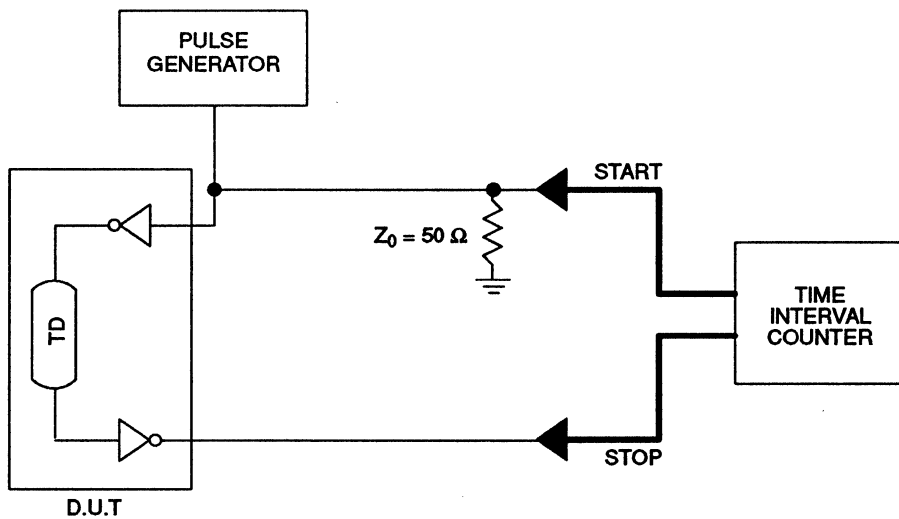 PULSE
GENERATOR
START
Z₀ = 50 Ω
TIME
INTERVAL
COUNTER
TD
STOP
D.U.T